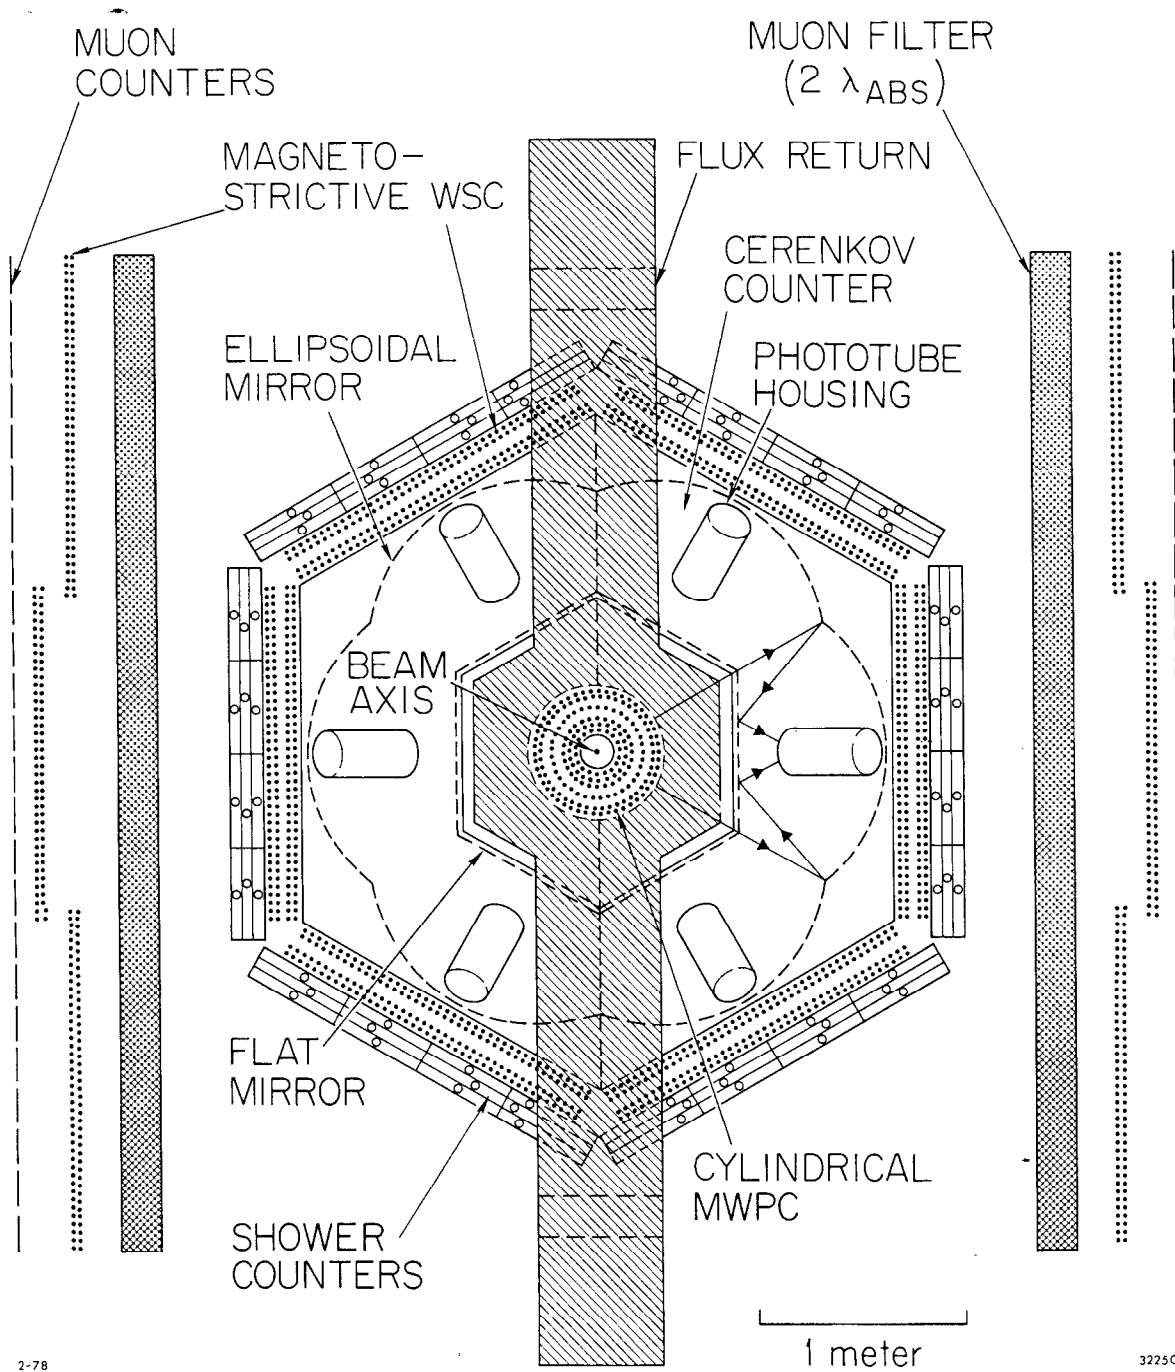 MUON
COUNTERS
MUON FILTER
(2 λABS)
MAGNETO-
STRICTIVE WSC
FLUX RETURN
CERENKOV
COUNTER
ELLIPSOIDAL
MIRROR
PHOTOTUBE
HOUSING
BEAM
AXIS
FLAT
MIRROR
CYLINDRICAL
MWPC
SHOWER
COUNTERS
1 meter
2-78